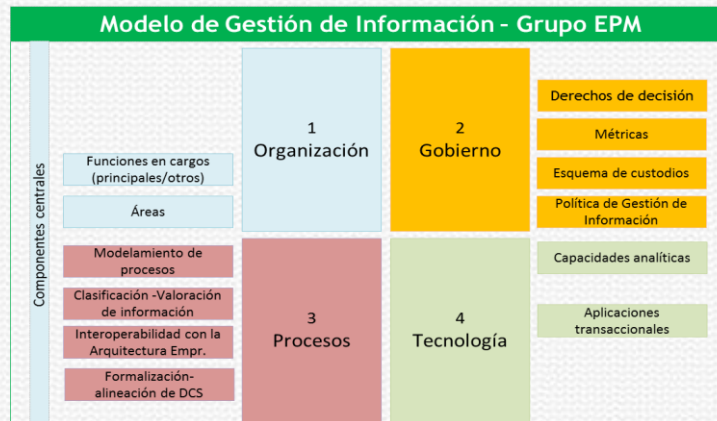 Modelo de Gestión de Información – Grupo EPM
Componentes centrales
Funciones en cargos
(principales/otros)
Áreas
1
Organización
2
Gobierno
Derechos de decisión
Métricas
Esquema de custodios
Política de Gestión de
Información
Modelamiento de
procesos
Clasificación -Valoración
de información
Interoperabilidad con la
Arquitectura Empr.
Formalización-
alineación de DCS
3
Procesos
4
Tecnología
Capacidades analíticas
Aplicaciones
transaccionales